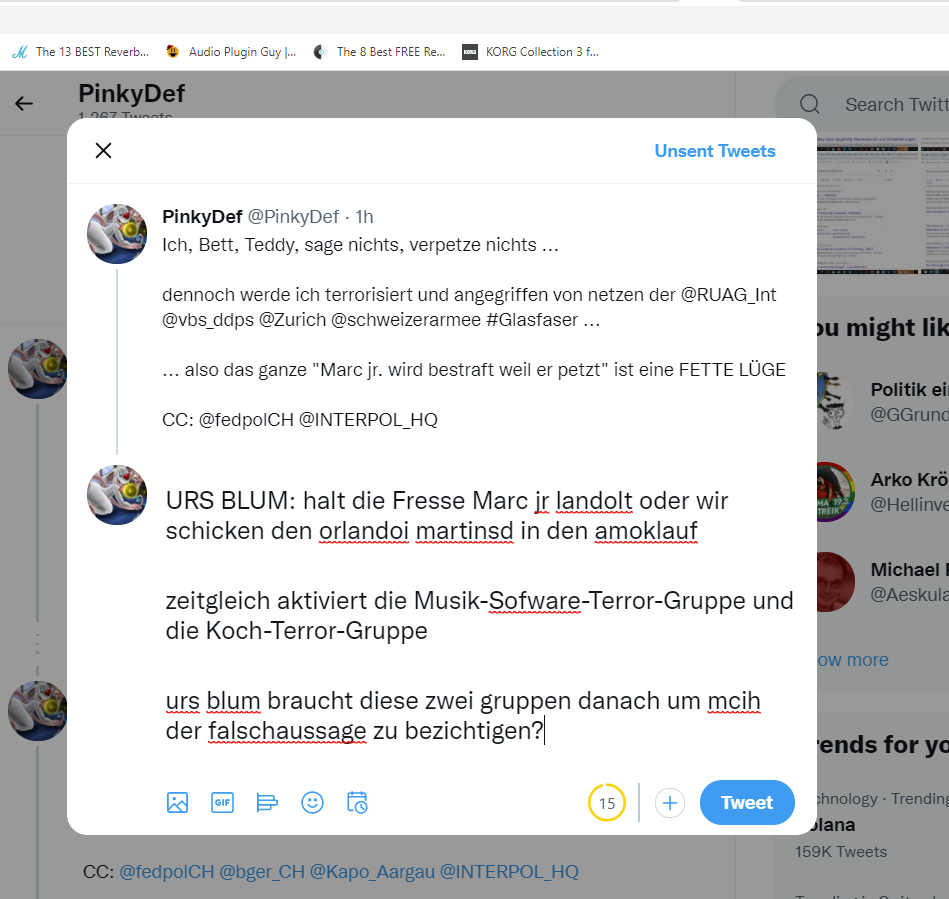 The 13 BEST Reverb...
Audio Plugin Guy |...
The 8 Best FREE Re...
KORG
KORG Collection 3 f...
PinkyDef
1,267 Tweets
Search Twitt
Unsent Tweets
PinkyDef @PinkyDef · 1h
Ich, Bett, Teddy, sage nichts, verpetze nichts …
dennoch werde ich terrorisiert und angegriffen von netzen der @RUAG_Int
@vbs_ddps @Zurich @schweizerarmee #Glasfaser …
… also das ganze "Marc jr. wird bestraft weil er petzt" ist eine FETTE LÜGE
CC: @fedpolCH @INTERPOL_HQ
URS BLUM: halt die Fresse Marc jr landolt oder wir
schicken den orlandoi martinsd in den amoklauf
zeitgleich aktiviert die Musik-Sofware-Terror-Gruppe und
die Koch-Terror-Gruppe
urs blum braucht diese zwei gruppen danach um mcih
der falschaussage zu bezichtigen?
GIF
15
Tweet
CC: @fedpolCH @bger_CH @Kapo_Aargau @INTERPOL_HQ
ou might lik
Politik ei
@GGrund
Arko Krö
@Hellinve
Michael
@Aeskula
ow more
rends for yo
chnology · Trending
olana
159K Tweets